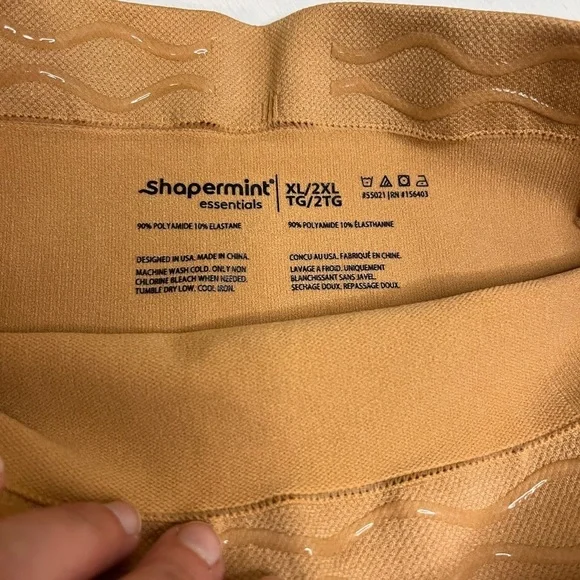 Shapermint®
essentials
XL/2XL
TG/2TG
#55021 | RN #156403
90% POLYAMIDE 10% ELASTANE
90% POLYAMIDE 10% ÉLASTHANNE
DESIGNED IN USA. MADE IN CHINA.
MACHINE WASH COLD. ONLY NON
CHLORINE BLEACH WHEN NEEDED.
TUMBLE DRY LOW. COOL IRON.
CONCU AU USA. FABRIQUÉ EN CHINE.
LAVAGE A FROID. UNIQUEMENT
BLANCHISSANT SANS JAVEL.
SECHAGE DOUX. REPASSAGE DOUX.